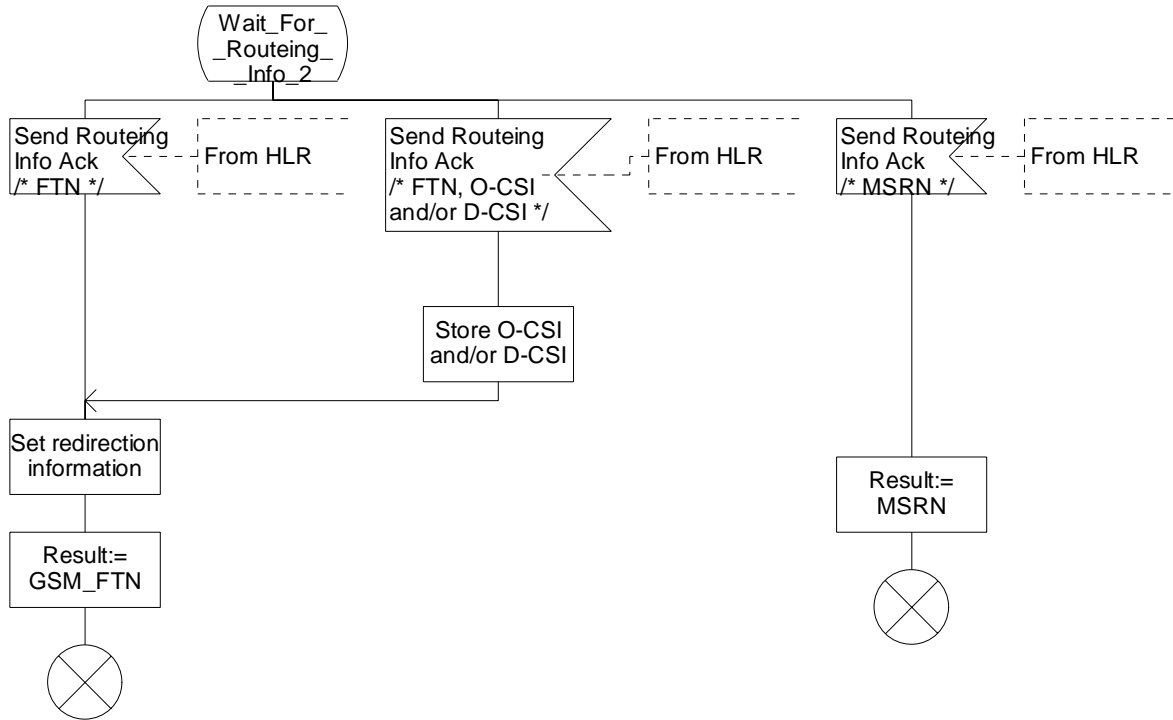 Wait_For_
_Routeing_
_Info_2
Send Routeing
Info Ack
/* FTN */
From HLR
Send Routeing
Info Ack
/* FTN, O-CSI
and/or D-CSI */
From HLR
Send Routeing
Info Ack
/* MSRN */
From HLR
Store O-CSI
and/or D-CSI
Set redirection
information
Result:=
MSRN
Result:=
GSM_FTN